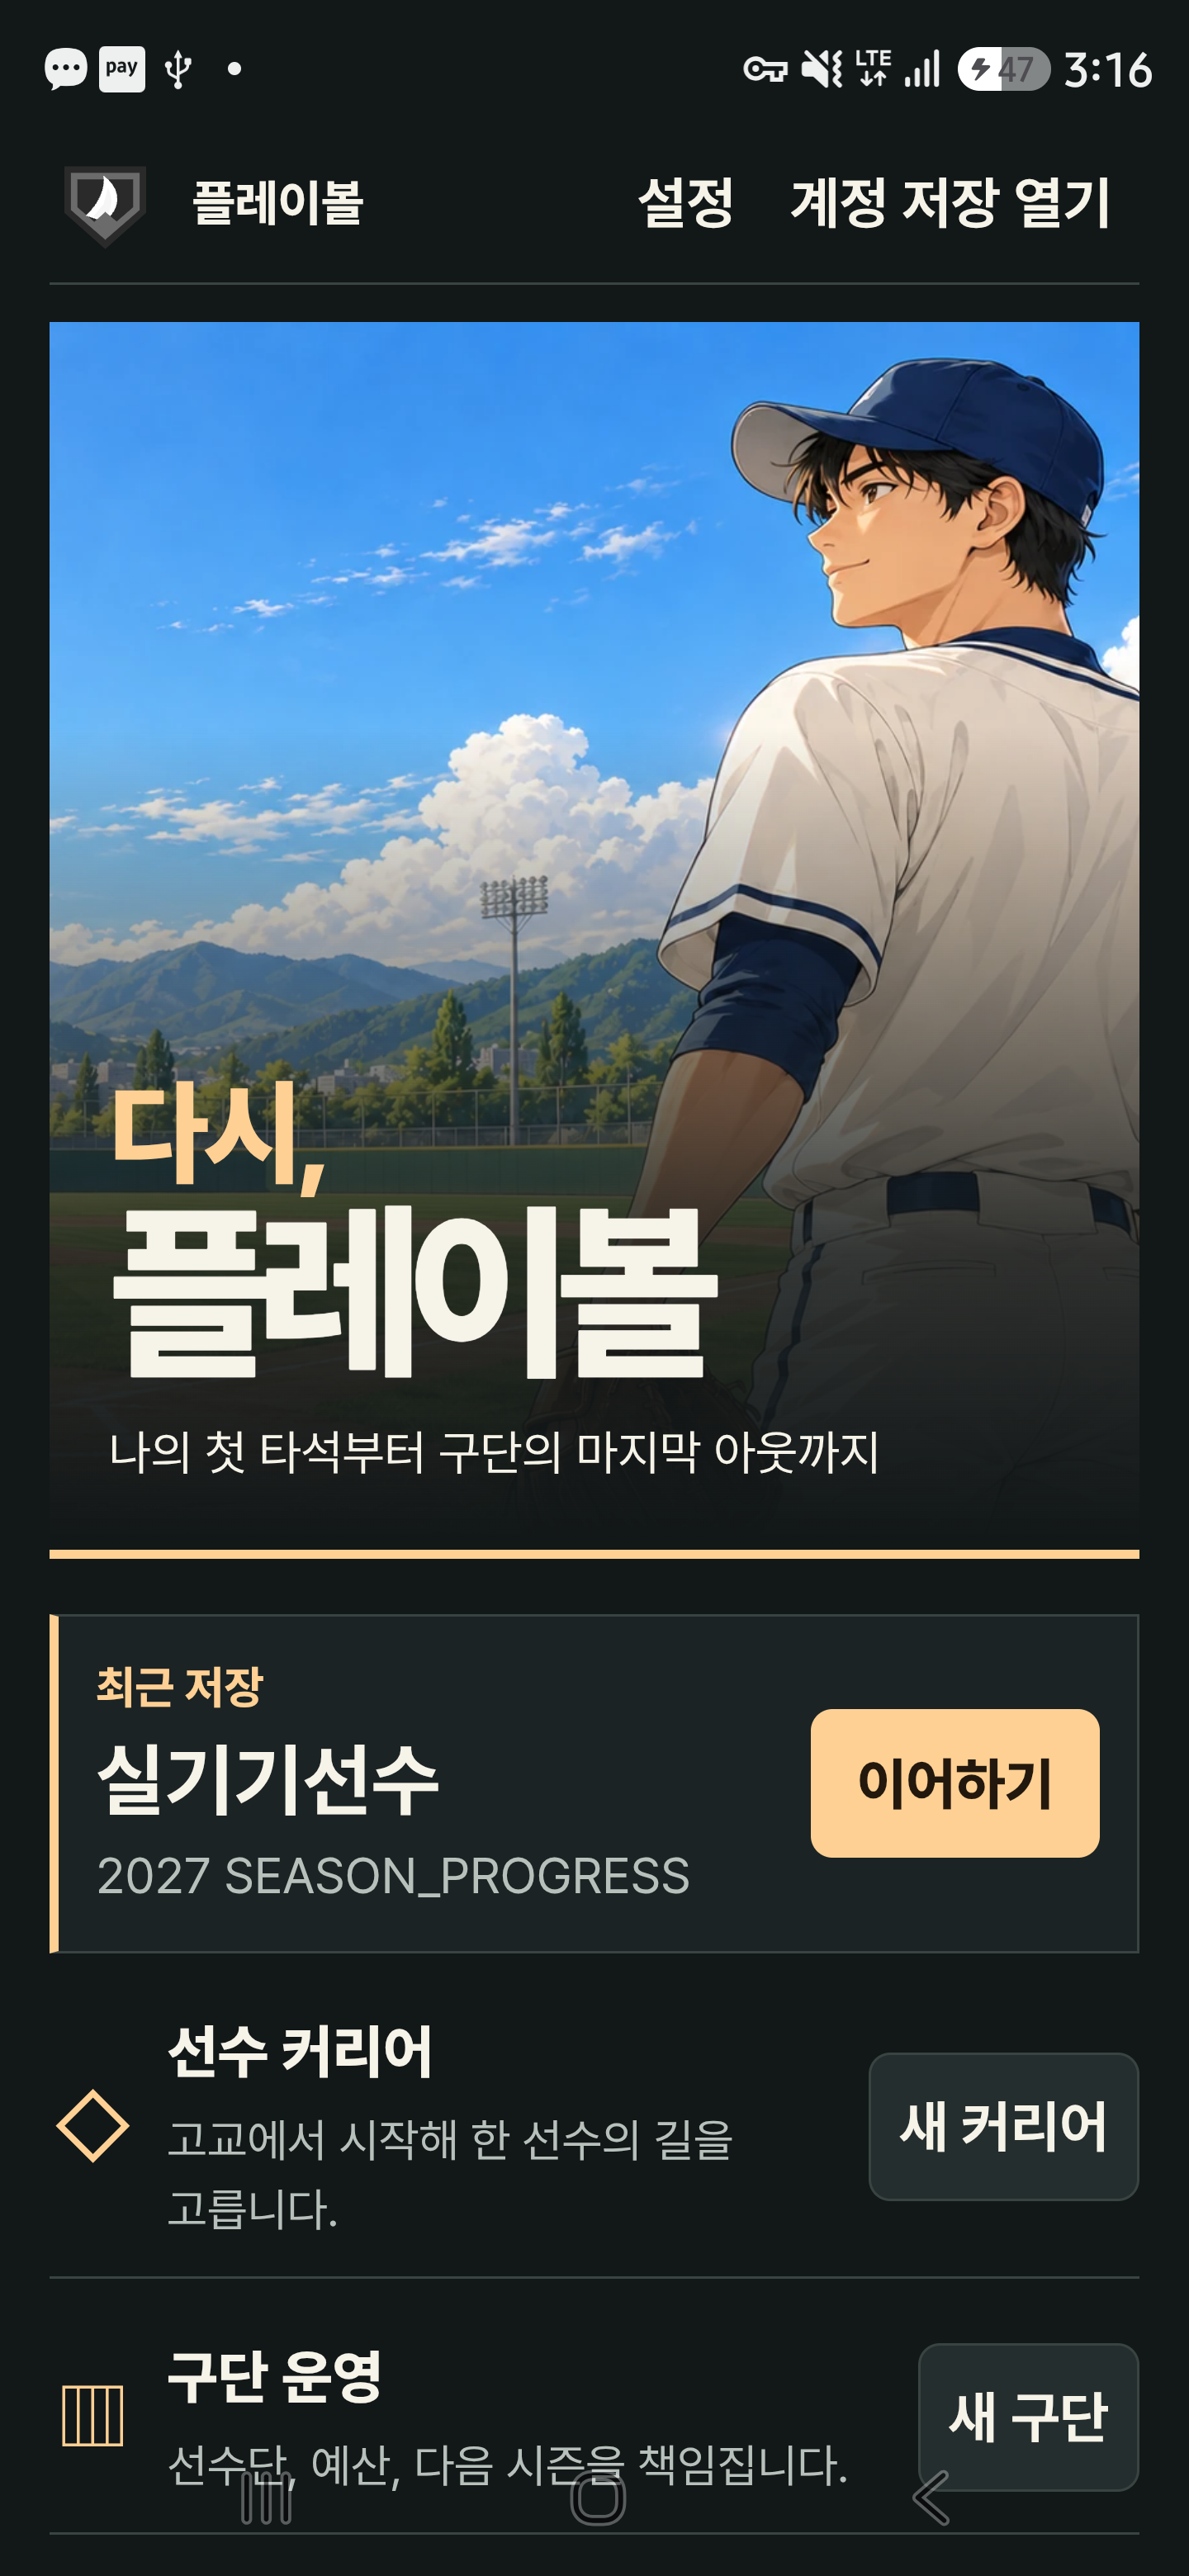 pay
LTE
47
3:16
플레이볼
설정
계정 저장 열기
다시,
플레이볼
나의 첫 타석부터 구단의 마지막 아웃까지
최근 저장
실기기선수
2027 SEASON_PROGRESS
이어하기
선수 커리어
고교에서 시작해 한 선수의 길을
고릅니다.
새 커리어
구단 운영
선수단, 예산, 다음 시즌을 책임집니다.
새 구단